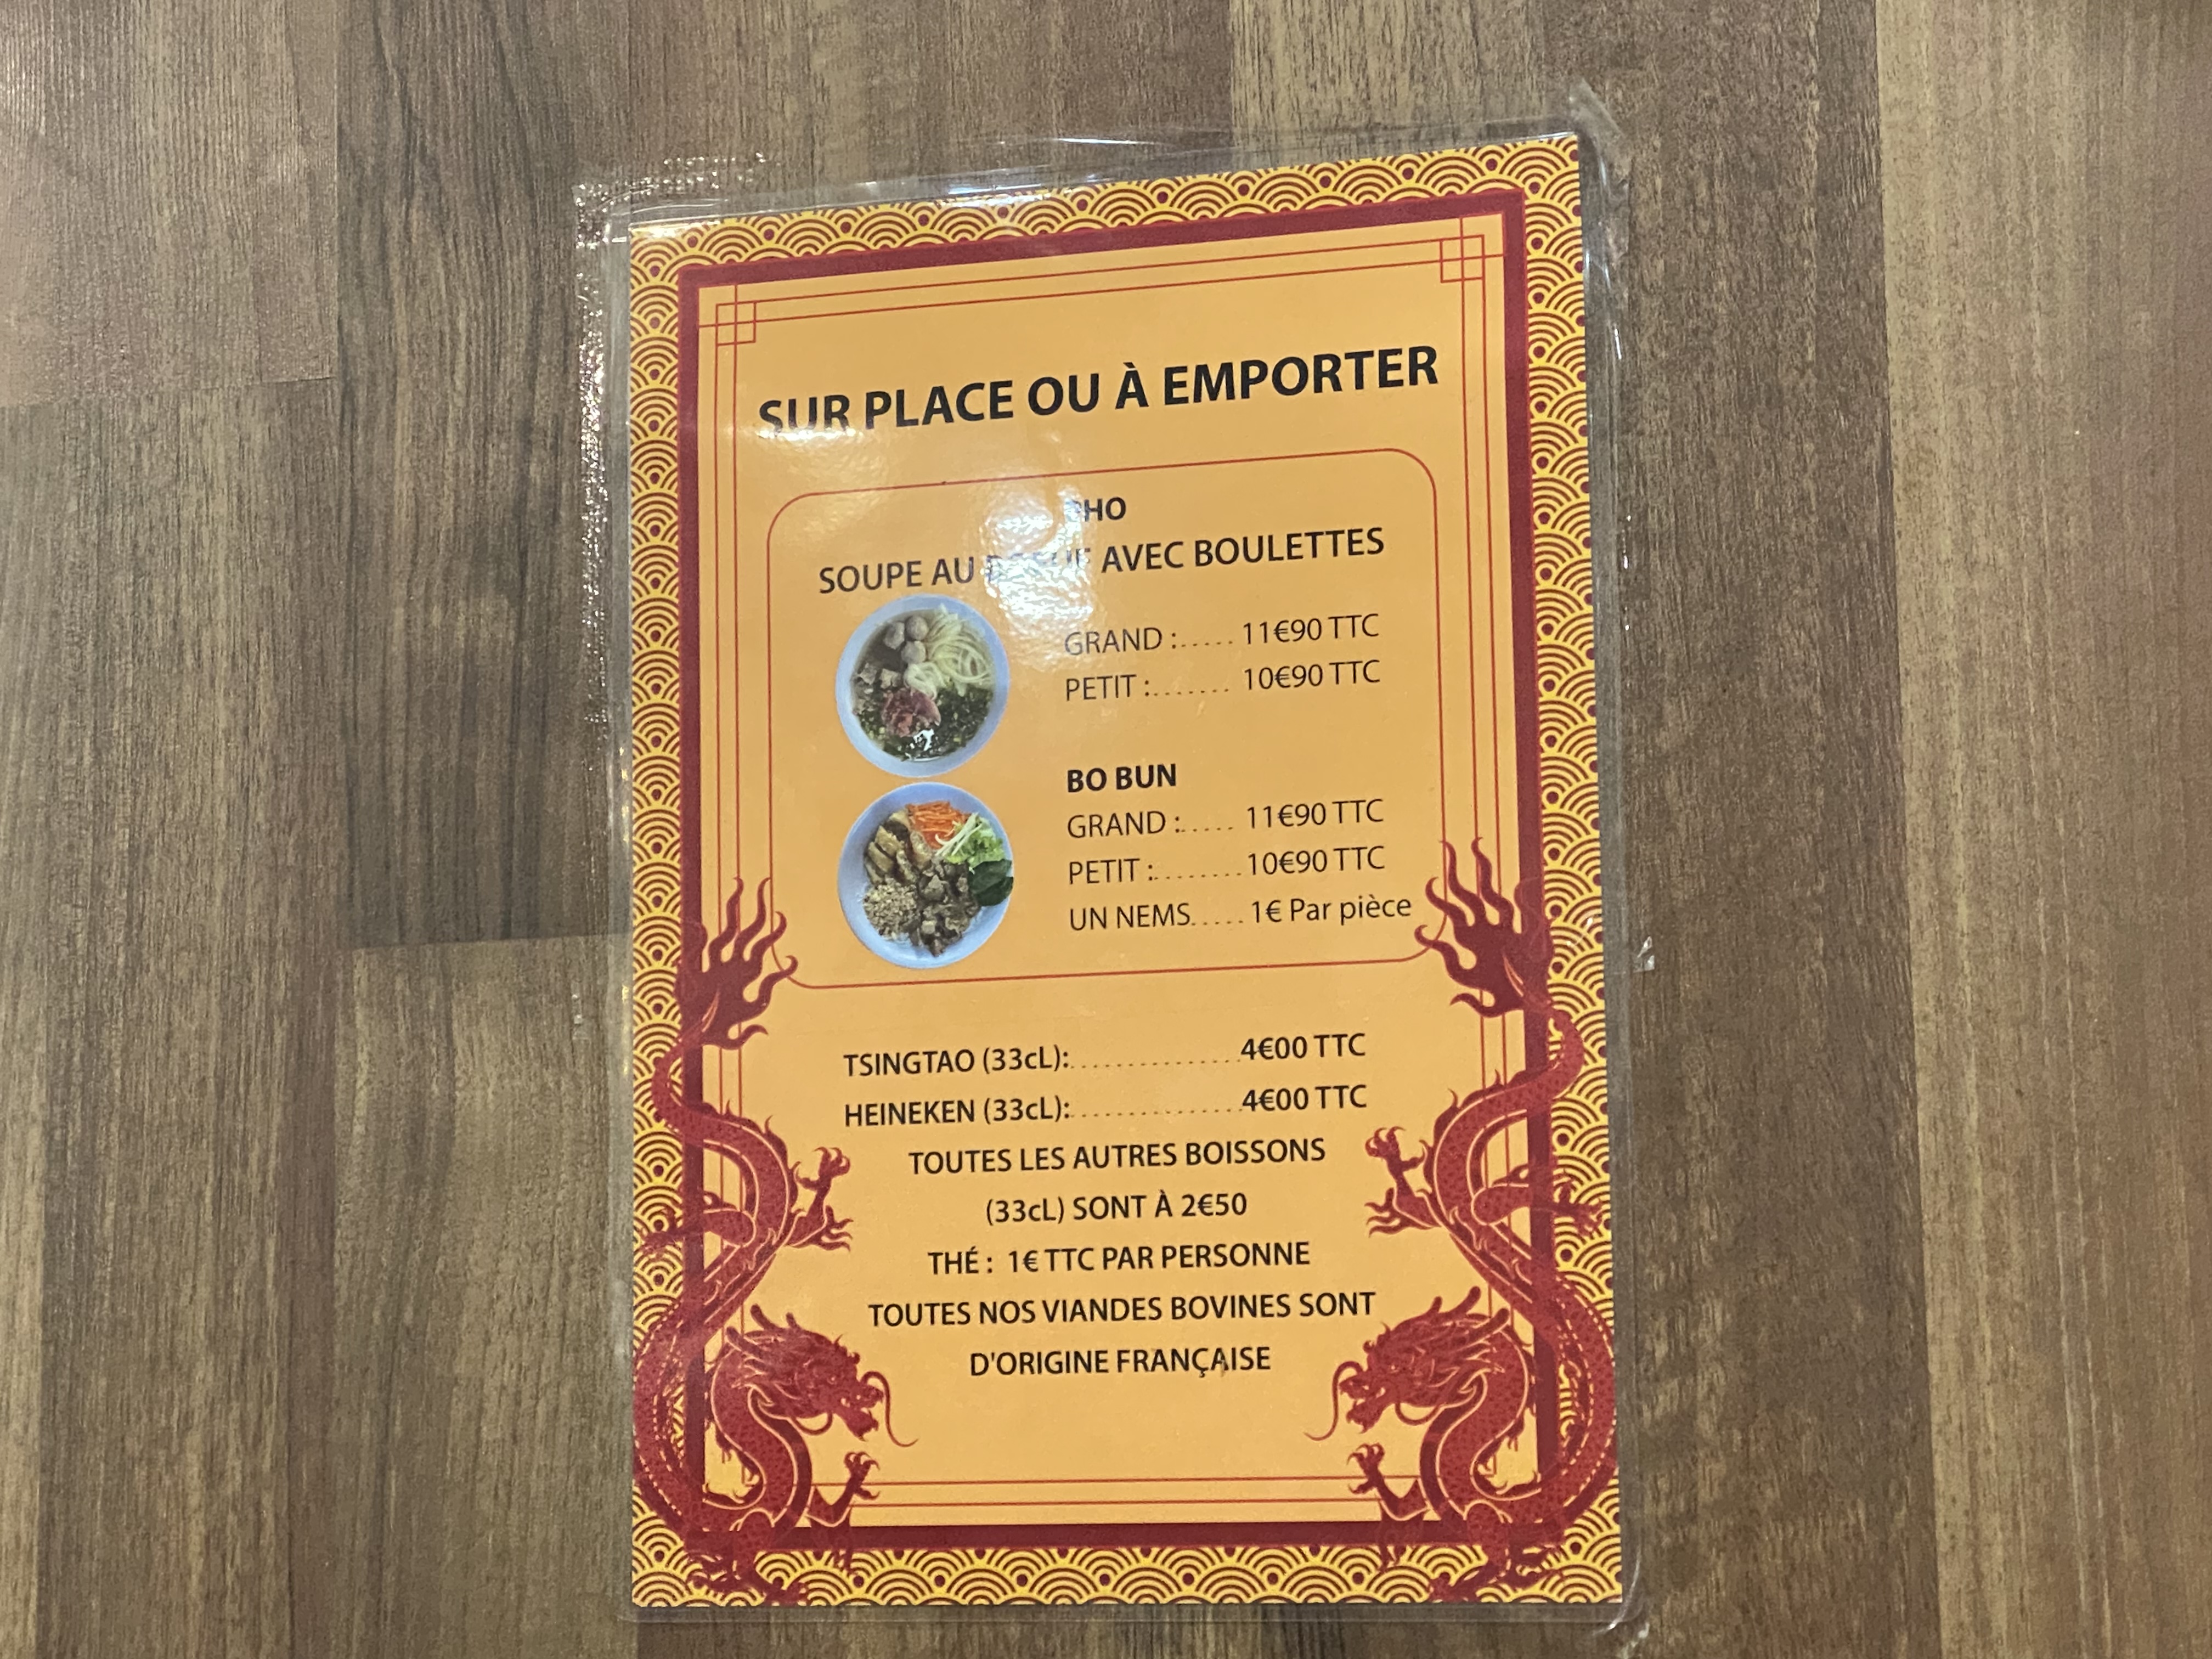 SUR PLACE OU À EMPORTER
PHO
SOUPE AU BOEUF AVEC BOULETTES
GRAND :..... 11€90 TTC
PETIT :....... 10€90 TTC
BO BUN
GRAND :..... 11€90 TTC
PETIT :........10€90 TTC
UN NEMS.....1€ Par pièce
TSINGTAO (33cL):................4€00 TTC
HEINEKEN (33cL):................4€00 TTC
TOUTES LES AUTRES BOISSONS
(33cL) SONT À 2€50
THÉ : 1€ TTC PAR PERSONNE
TOUTES NOS VIANDES BOVINES SONT
D'ORIGINE FRANÇAISE